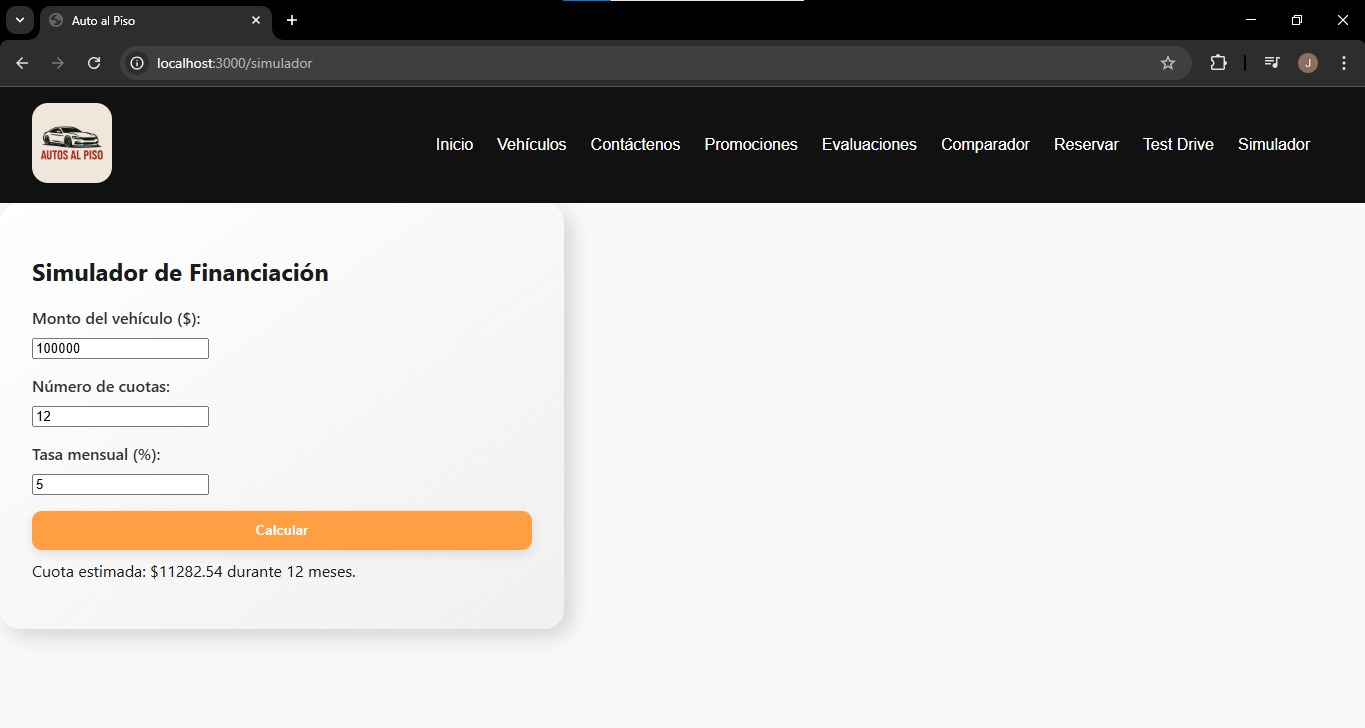 Auto al Piso
localhost:3000/simulador
J
AUTOS AL PISO
Inicio Vehículos Contáctenos Promociones Evaluaciones Comparador Reservar Test Drive Simulador
Simulador de Financiación
Monto del vehículo ($):
100000
Número de cuotas:
12
Tasa mensual (%):
5
Calcular
Cuota estimada: $11282.54 durante 12 meses.